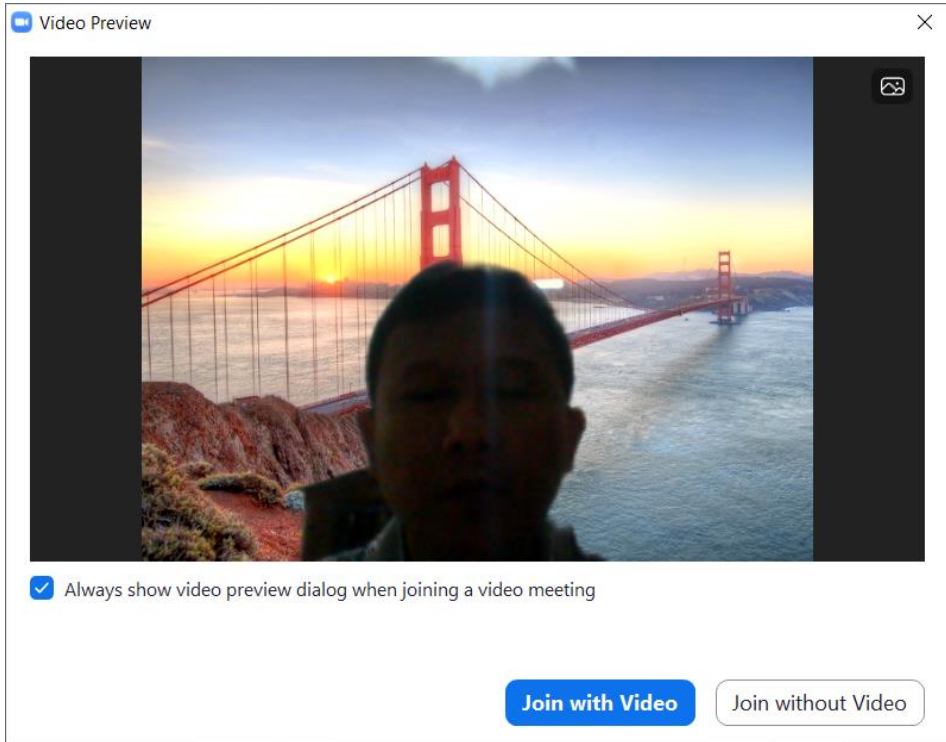 Video Preview
Always show video preview dialog when joining a video meeting
Join with Video
Join without Video